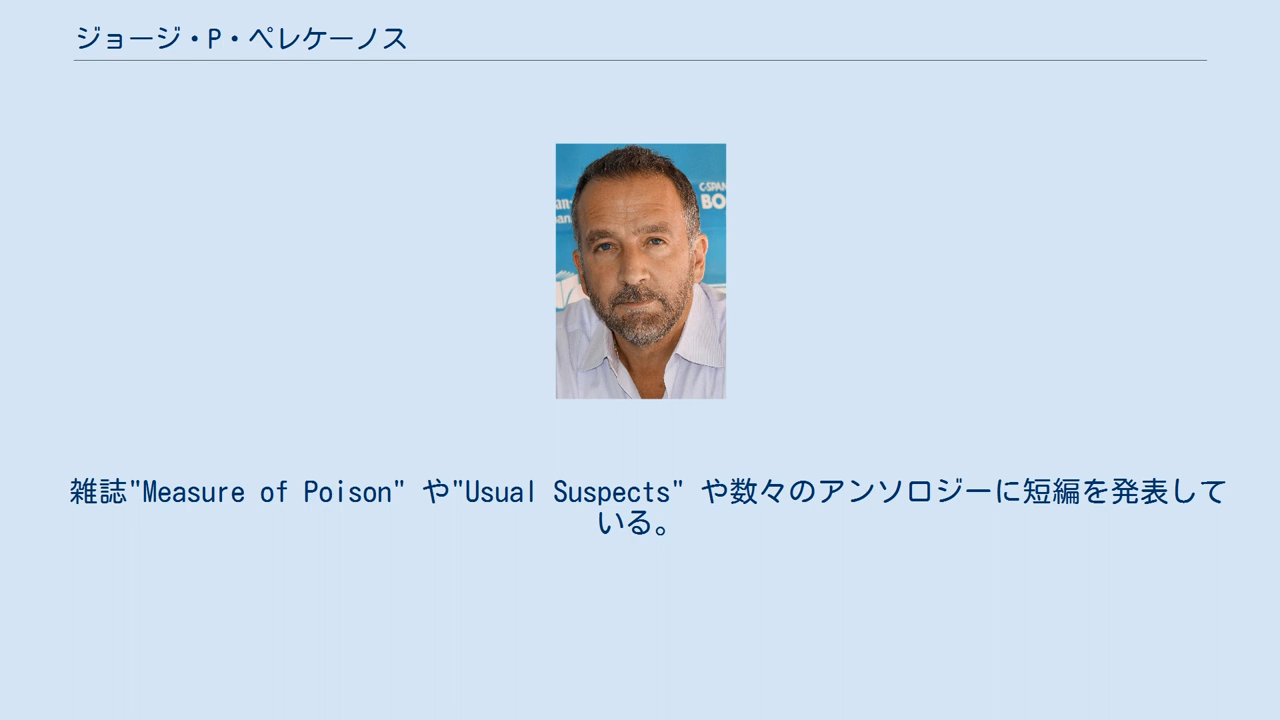 ジョージ・P・ペレケーノス
C-SPAN
BO
雑誌"Measure of Poison" や"Usual Suspects" や数々のアンソロジーに短編を発表して
いる。